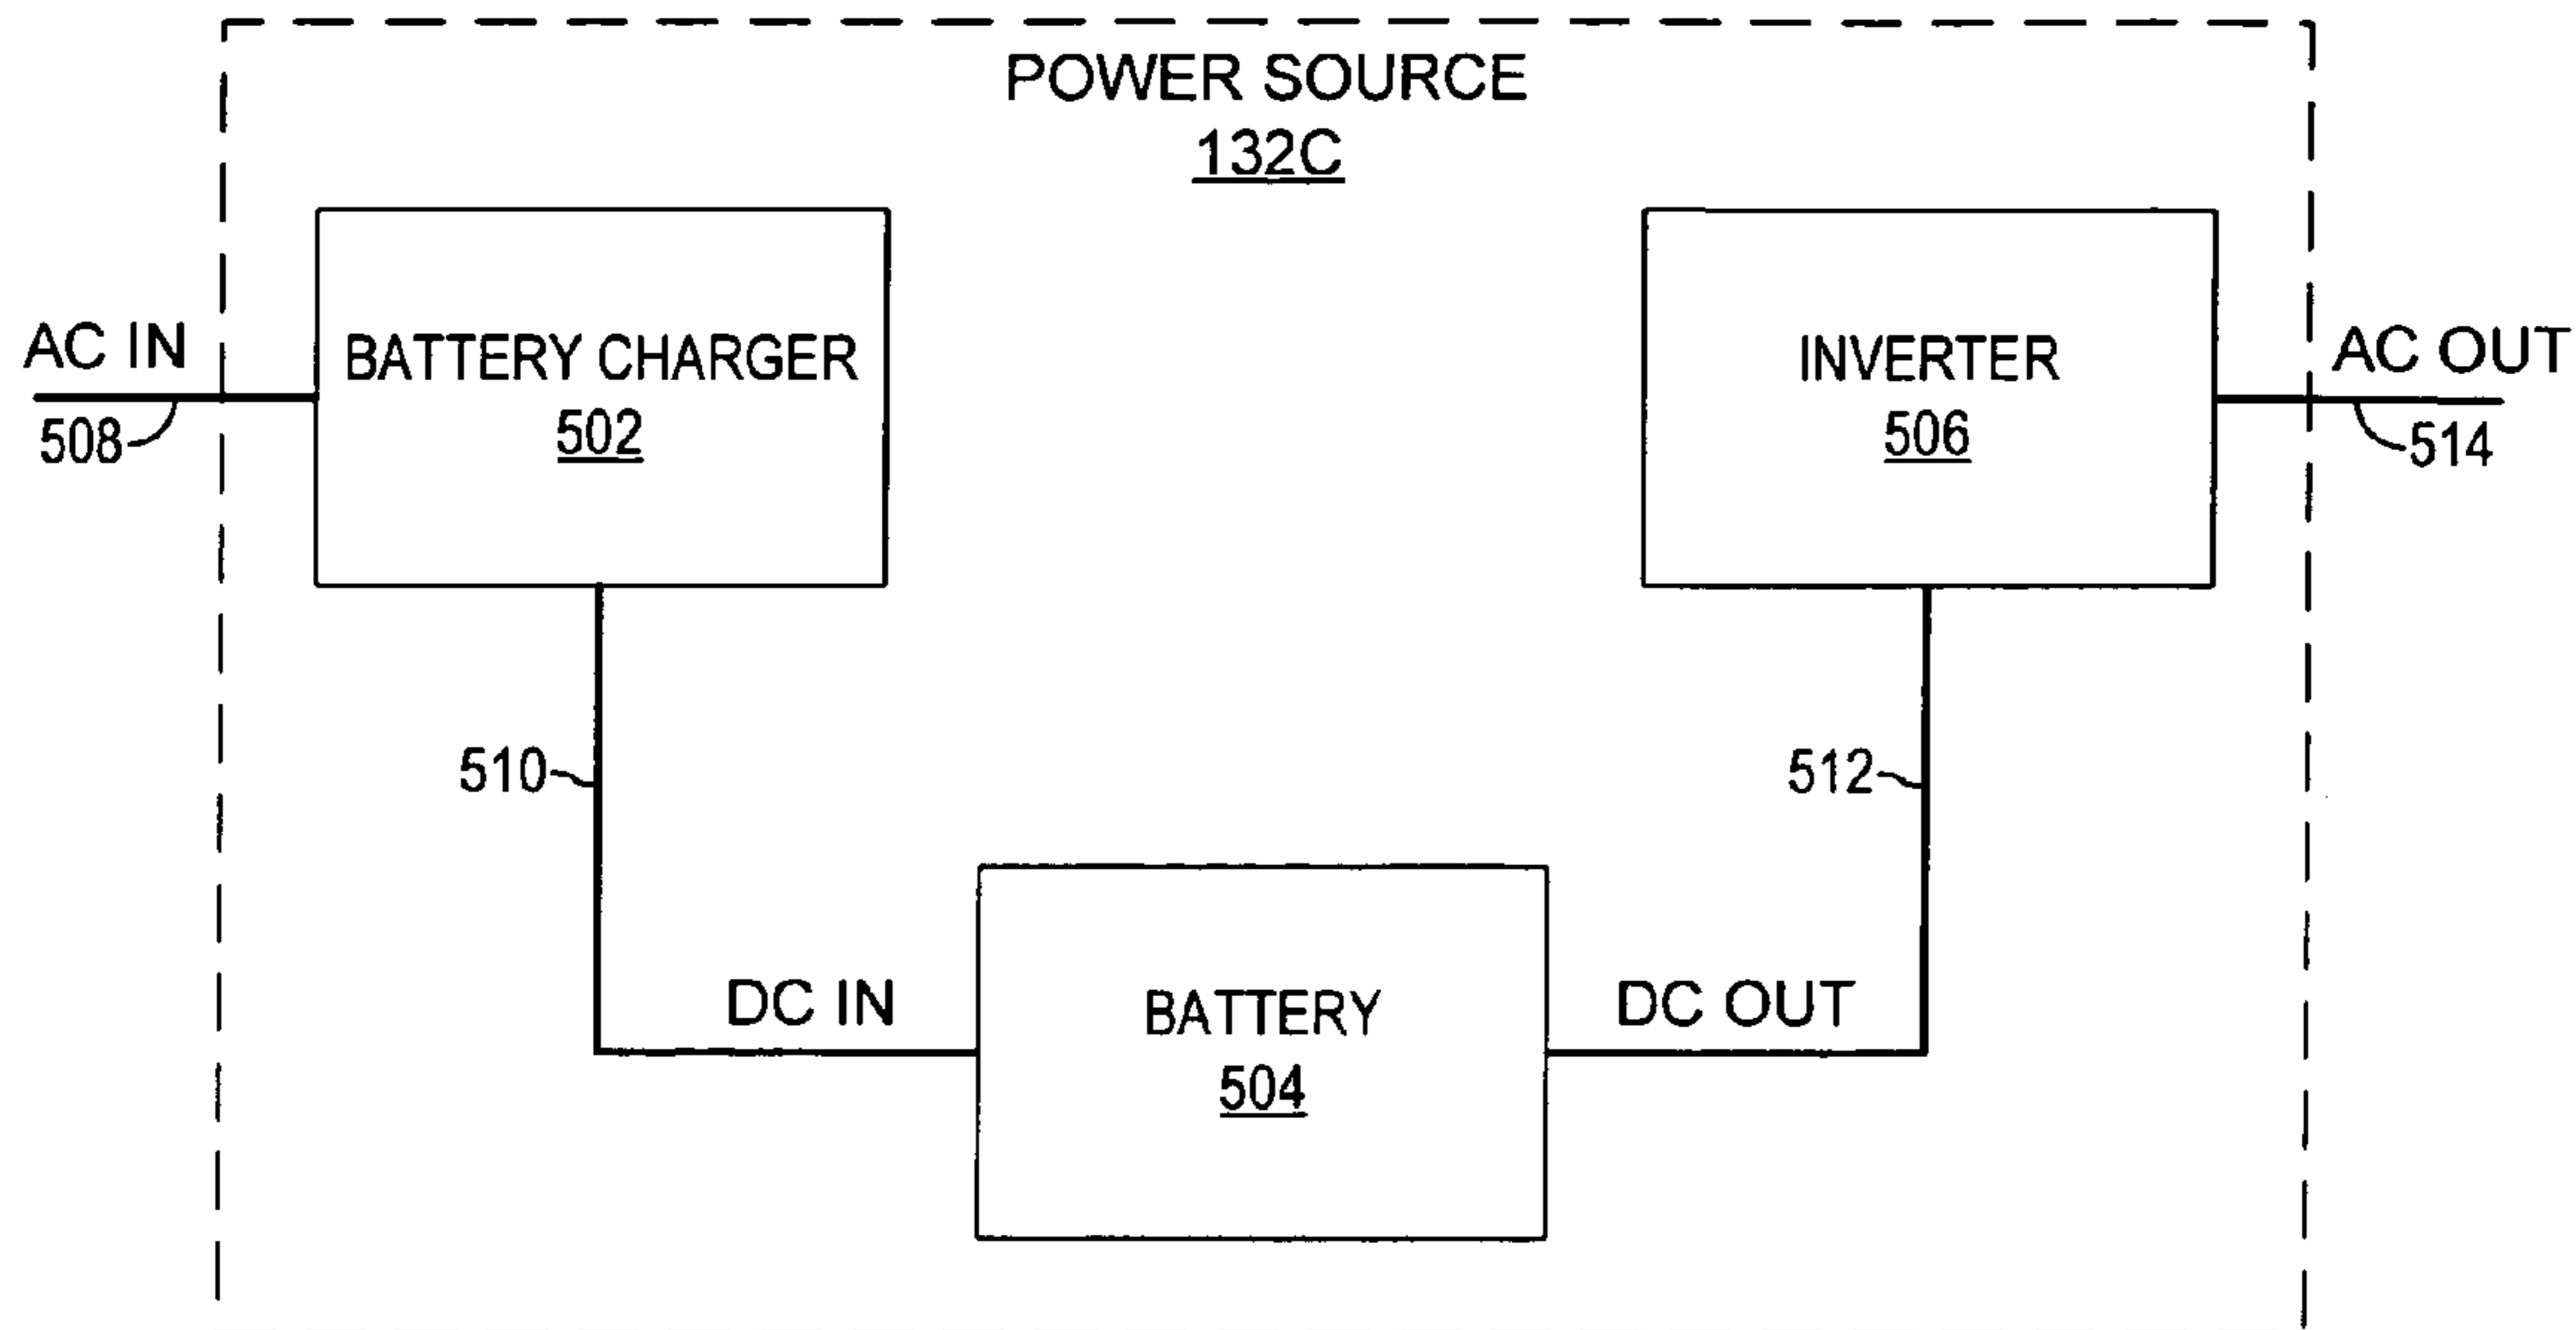 POWER SOURCE
132C
AC IN
508
BATTERY CHARGER
502
INVERTER
506
AC OUT
514
510
512
DC IN
BATTERY
504
DC OUT